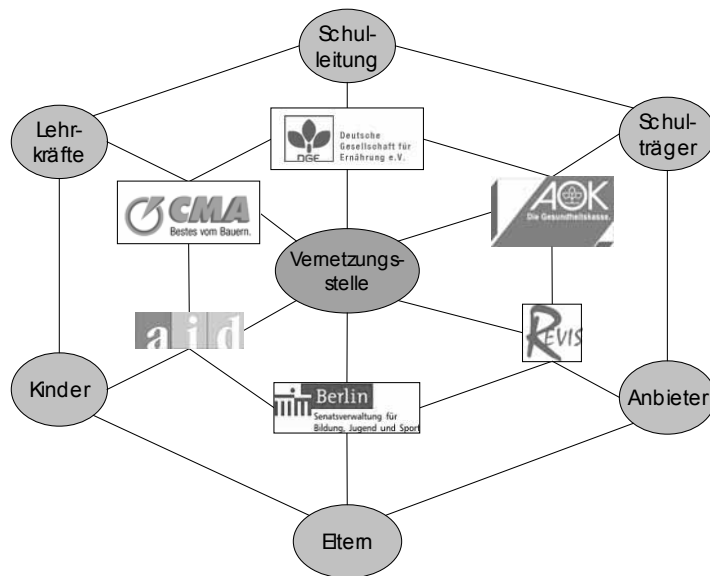 Schul-
leitung
Lehr-
kräfte
Schul-
träger
DGE
Deutsche
Gesellschaft für
Ernährung e.V.
CMA
Bestes vom Bauern.
AOK
Die Gesundheitskasse.
Vernetzungs-
stelle
aid
REVIS
Kinder
Berlin
Senatsverwaltung für
Bildung, Jugend und Sport
Anbieter
Eltern